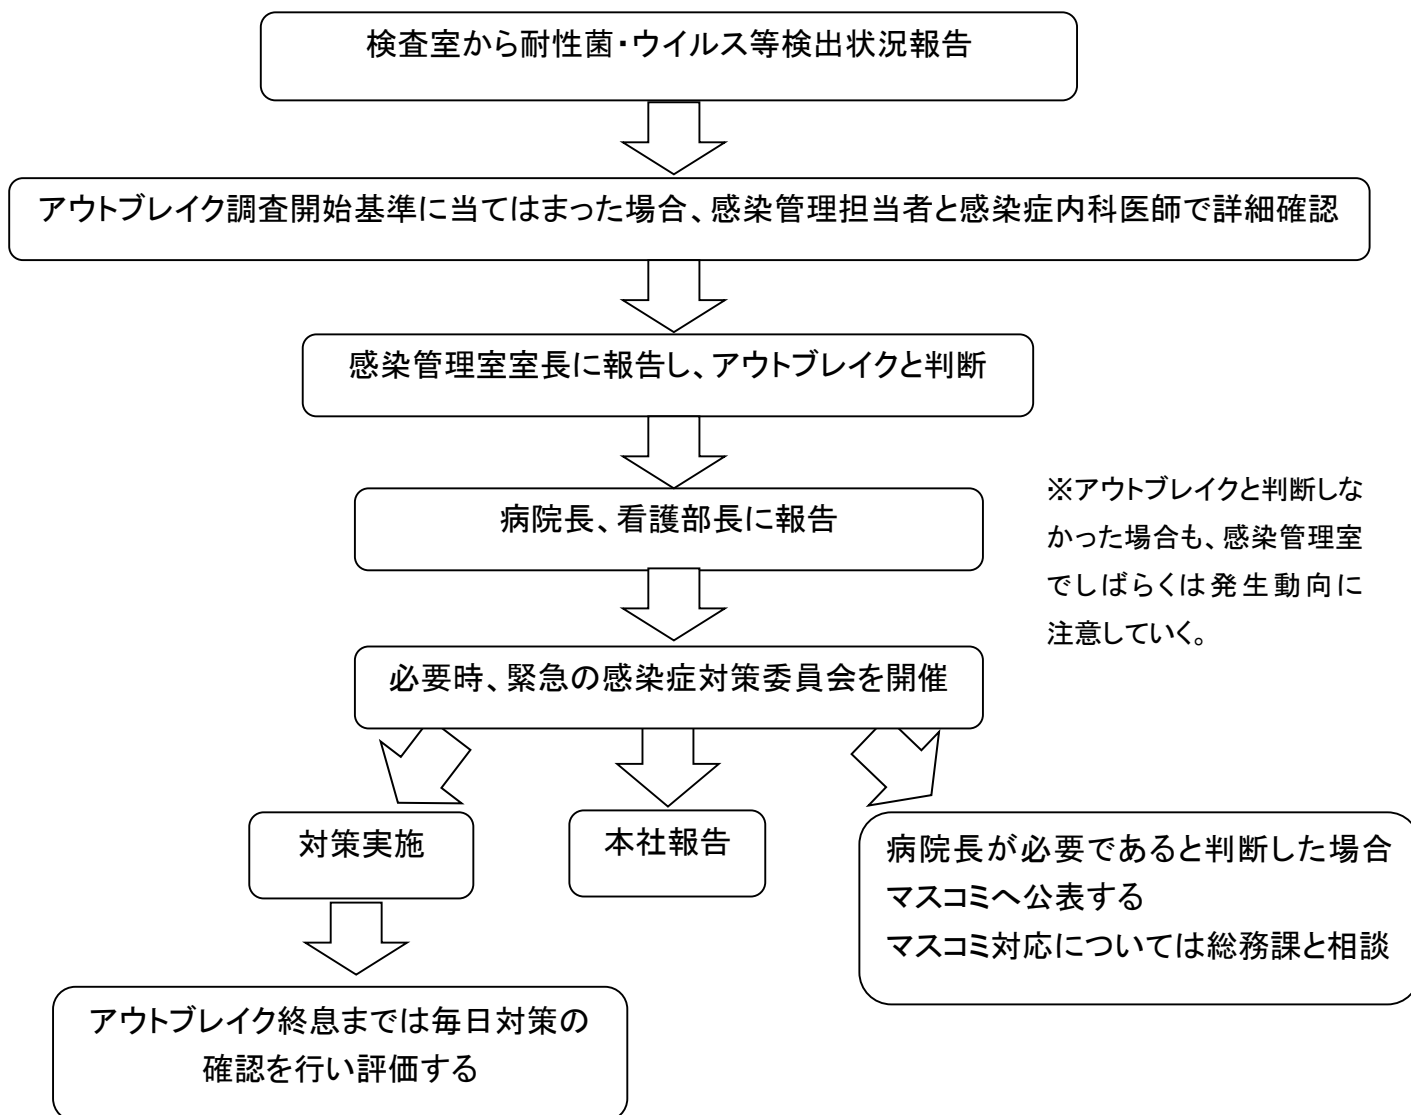 検査室から耐性菌・ウイルス等検出状況報告
アウトブレイク調査開始基準に当てはまった場合、感染管理担当者と感染症内科医師で詳細確認
感染管理室室長に報告し、アウトブレイクと判断
病院長、看護部長に報告
※アウトブレイクと判断しな
かった場合も、感染管理室
でしばらくは発生動向に
注意していく。
必要時、緊急の感染症対策委員会を開催
対策実施
本社報告
病院長が必要であると判断した場合
マスコミへ公表する
マスコミ対応については総務課と相談
アウトブレイク終息までは毎日対策の
確認を行い評価する